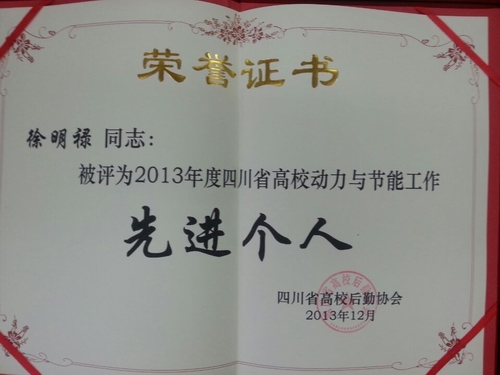 荣誉证书
徐明禄 同志：
被评为2013年度四川省高校动力与节能工作
先进个人
四川省高校后勤协会
2013年12月